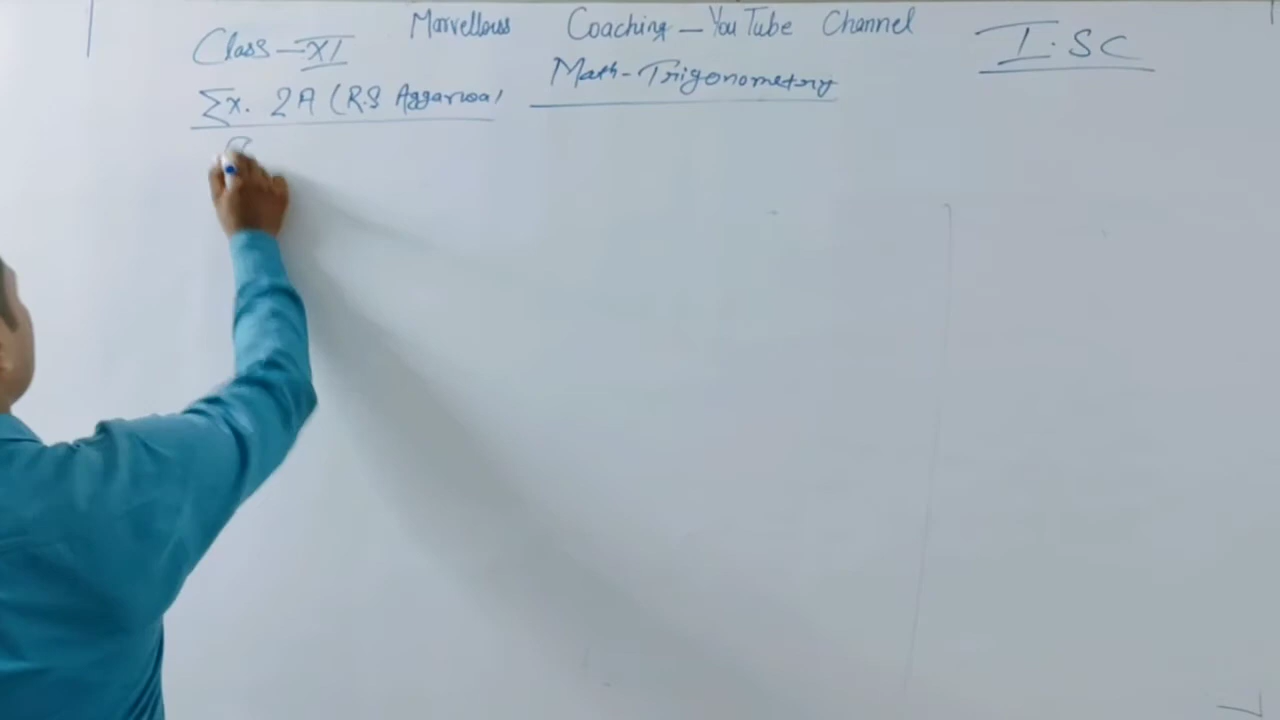 Marvellous Coaching – YouTube Channel
Class – XI
Math - Trigonometry
I.SC
Ex. 2A (R.S Aggarwal